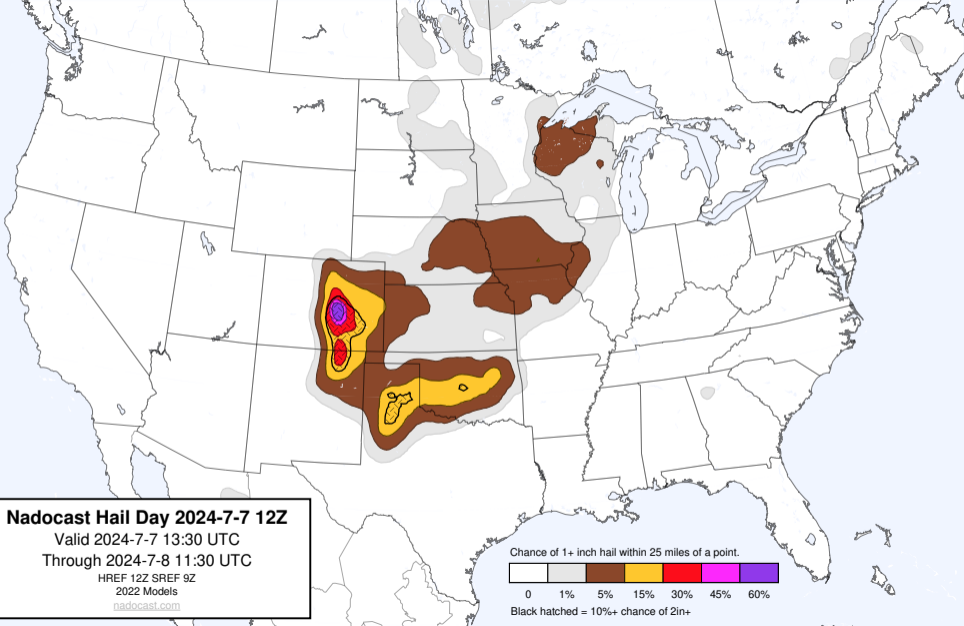 Nadocast Hail Day 2024-7-7 12Z
Valid 2024-7-7 13:30 UTC
Through 2024-7-8 11:30 UTC
HREF 12Z SREF 9Z
2022 Models
nadocast.com
Chance of 1+ inch hail within 25 miles of a point.
0 1% 5% 15% 30% 45% 60%
Black hatched = 10%+ chance of 2in+